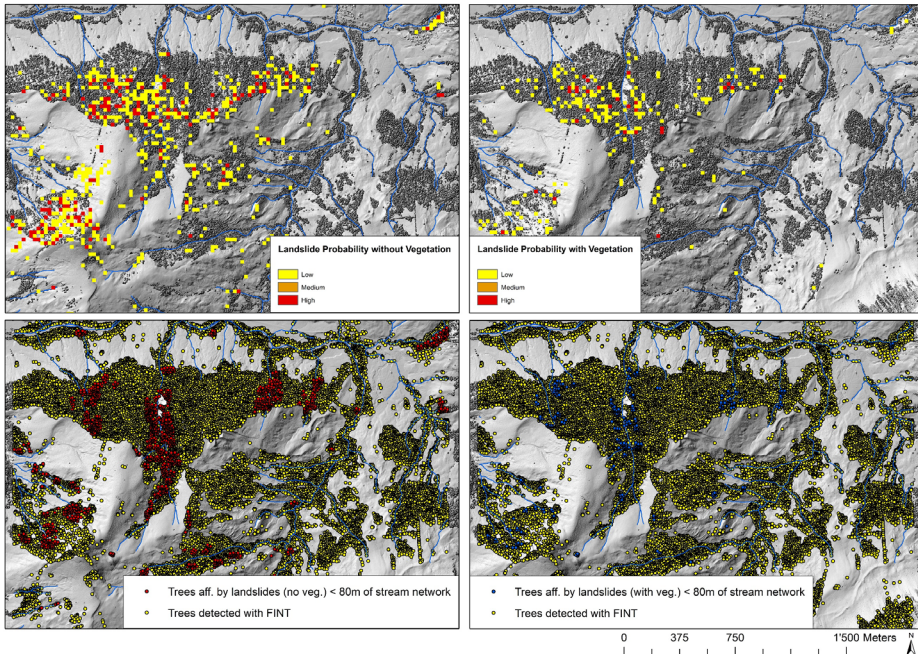 Landslide Probability without Vegetation
Low
Medium
High
Landslide Probability with Vegetation
Low
Medium
High
Trees aff. by landslides (no veg.) < 80m of stream network
Trees detected with FINT
Trees aff. by landslides (with veg.) < 80m of stream network
Trees detected with FINT
0 375 750 1'500 Meters
N